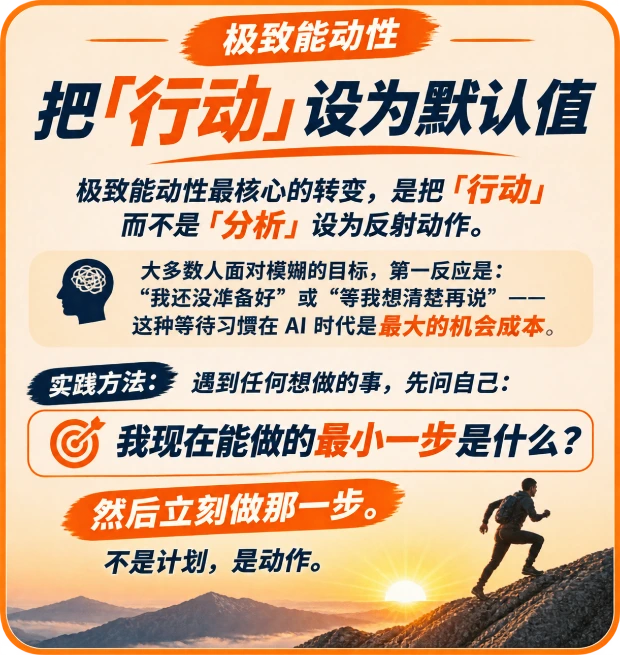 极致能动性
把「行动」设为默认值
极致能动性最核心的转变，是把「行动」
而不是「分析」设为反射动作。
大多数人面对模糊的目标，第一反应是：
“我还没准备好”或“等我想清楚再说”——
这种等待习惯在 AI 时代是最大的机会成本。
实践方法：遇到任何想做的事，先问自己：
我现在能做的最小一步是什么？
然后立刻做那一步。
不是计划，是动作。